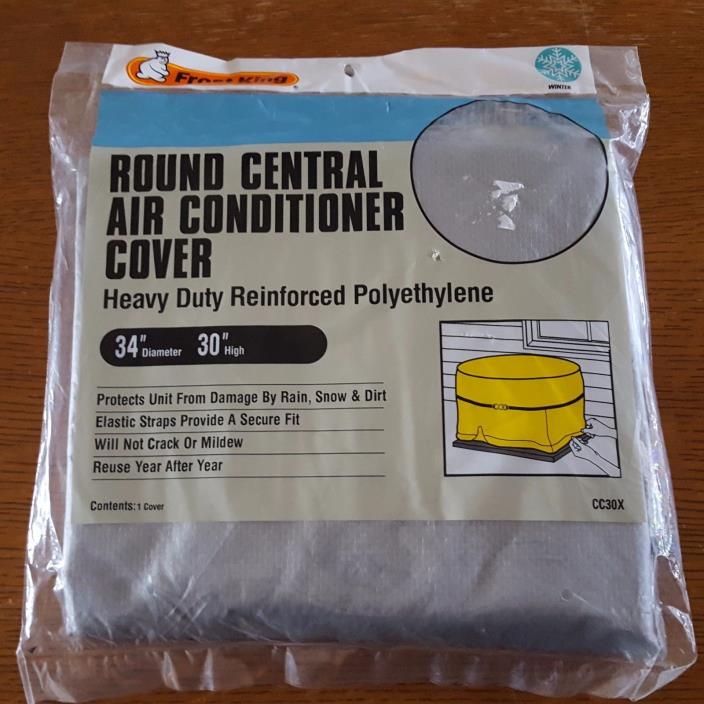 Frost King
WINTER
ROUND CENTRAL
AIR CONDITIONER
COVER
Heavy Duty Reinforced Polyethylene
34" Diameter 30" High
Protects Unit From Damage By Rain, Snow & Dirt
Elastic Straps Provide A Secure Fit
Will Not Crack Or Mildew
Reuse Year After Year
Contents: 1 Cover
CC30X